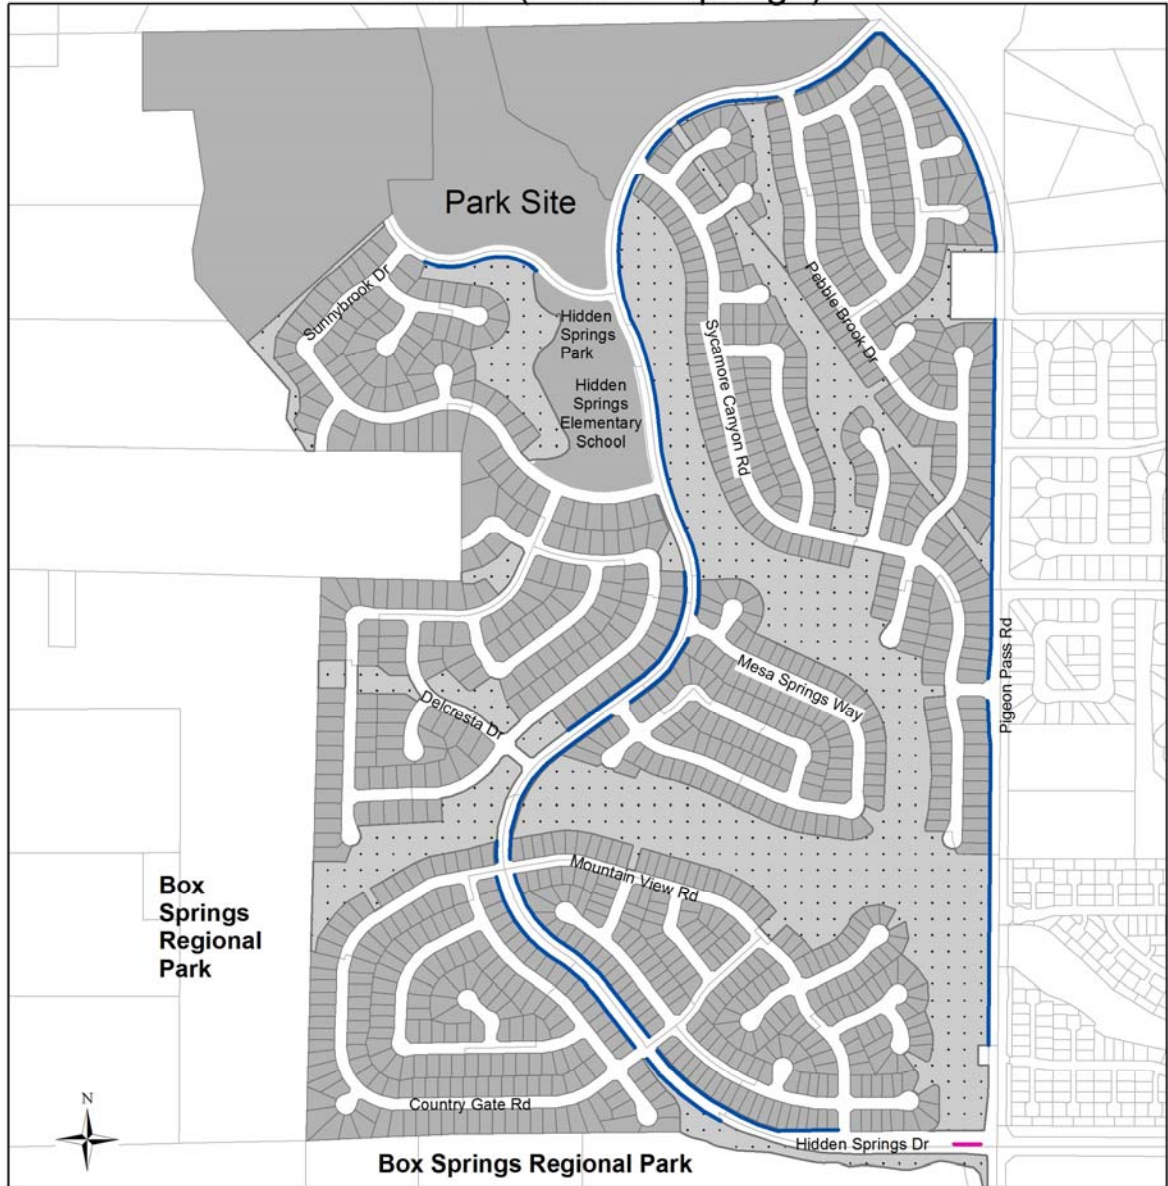 Park Site
Sunnybrook Dr
Hidden
Springs
Park
Hidden
Springs
Elementary
School
Pebble Brook Dr
Sycamore Canyon Rd
Mesa Springs Way
Pigeon Pass Rd
Delcresta Dr
Mountain View Rd
Box
Springs
Regional
Park
N
Country Gate Rd
Hidden Springs Dr
Box Springs Regional Park